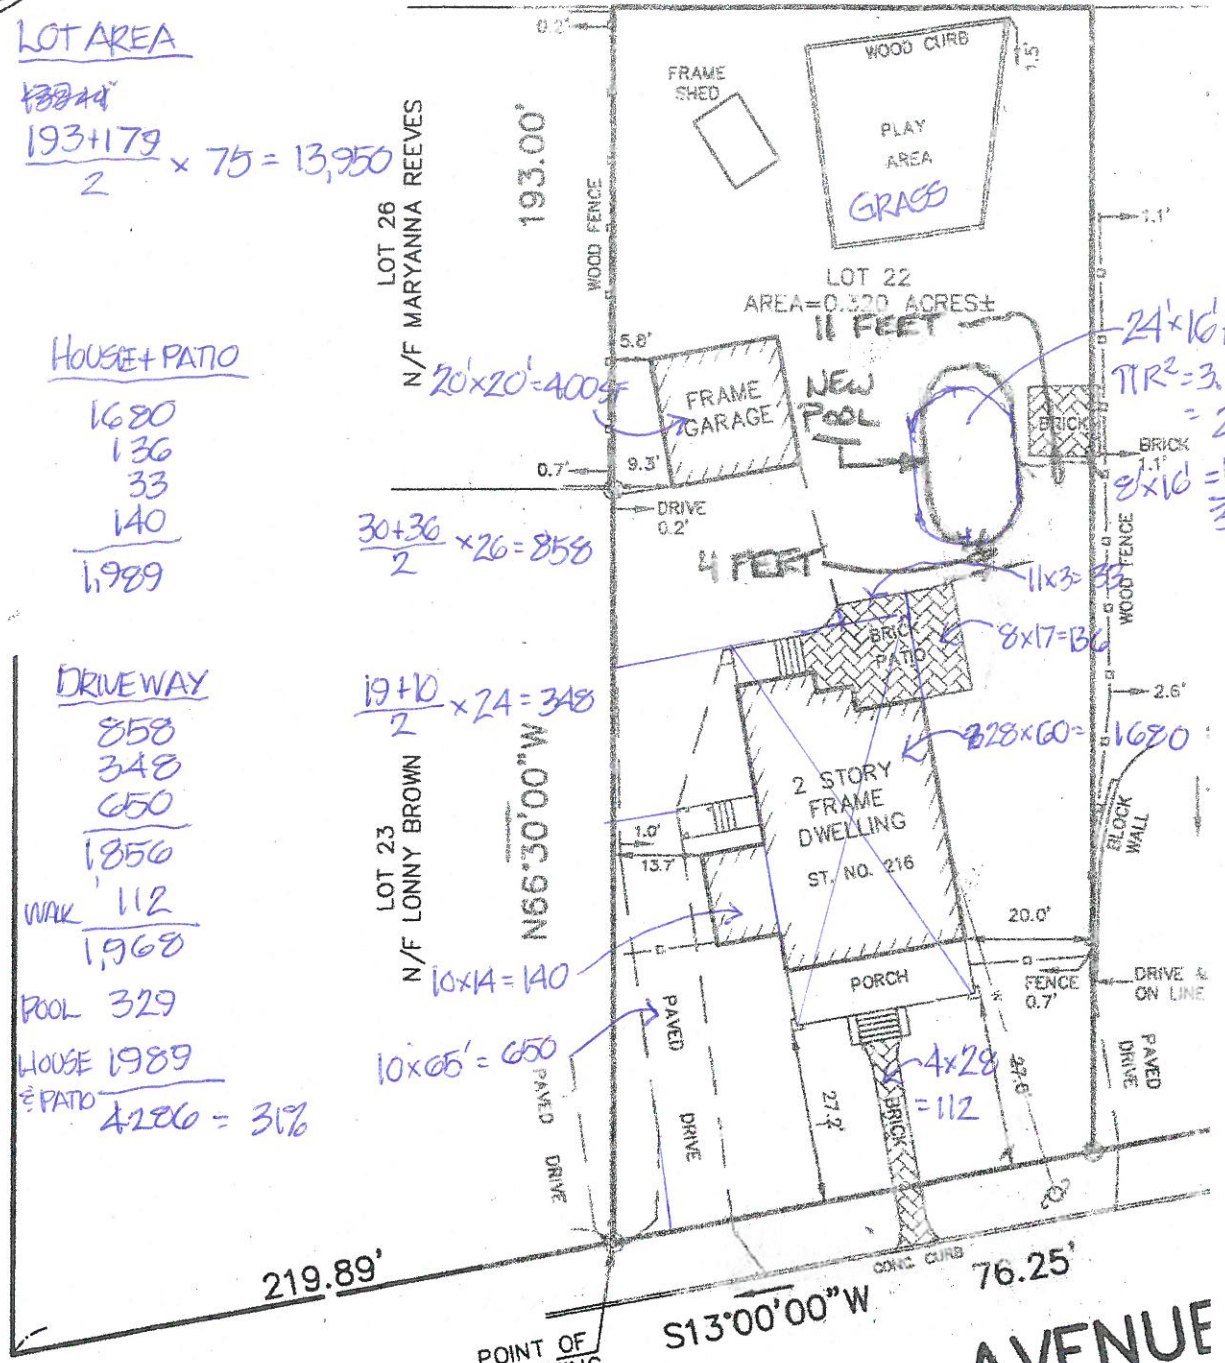 LOT AREA
193+179
2
× 75 = 13,950
HOUSE+PATIO
1680
136
33
140
1,989
DRIVEWAY
858
348
650
1856
WALK 112
1,968
POOL 329
HOUSE 1989
& PATIO
4286 = 31%
LOT 26
N/F MARYANNA REEVES
193.00'
WOOD FENCE
0.2'
FRAME
SHED
WOOD CURB
1.5'
PLAY
AREA
GRASS
1.1'
LOT 22
AREA=0.320 ACRES±
11 FEET
24'×16'
πR²=3.
8'×16' =
5.8'
20'×20'=400SF
FRAME
GARAGE
NEW
POOL
BRICK
BRICK
1.1'
0.7'
9.3'
DRIVE
0.2'
30+36
2
×26=858
4 FEET
11×3=33
WOOD FENCE
BRICK
PATIO
8×17=136
2.6'
19+10
2
×24=348
28×60=1680
2 STORY
FRAME
DWELLING
ST. NO. 216
BLOCK
WALL
LOT 23
N/F LONNY BROWN
N66°30'00"W
1.0'
13.7'
20.0'
10×14=140
PORCH
FENCE
0.7'
DRIVE &
ON LINE
10×65'=650
PAVED
DRIVE
PAVED
DRIVE
PAVED
DRIVE
4×28
=112
27.2'
BRICK
CONC. CURB
219.89'
76.25'
S13°00'00"W
POINT OF
AVENUE